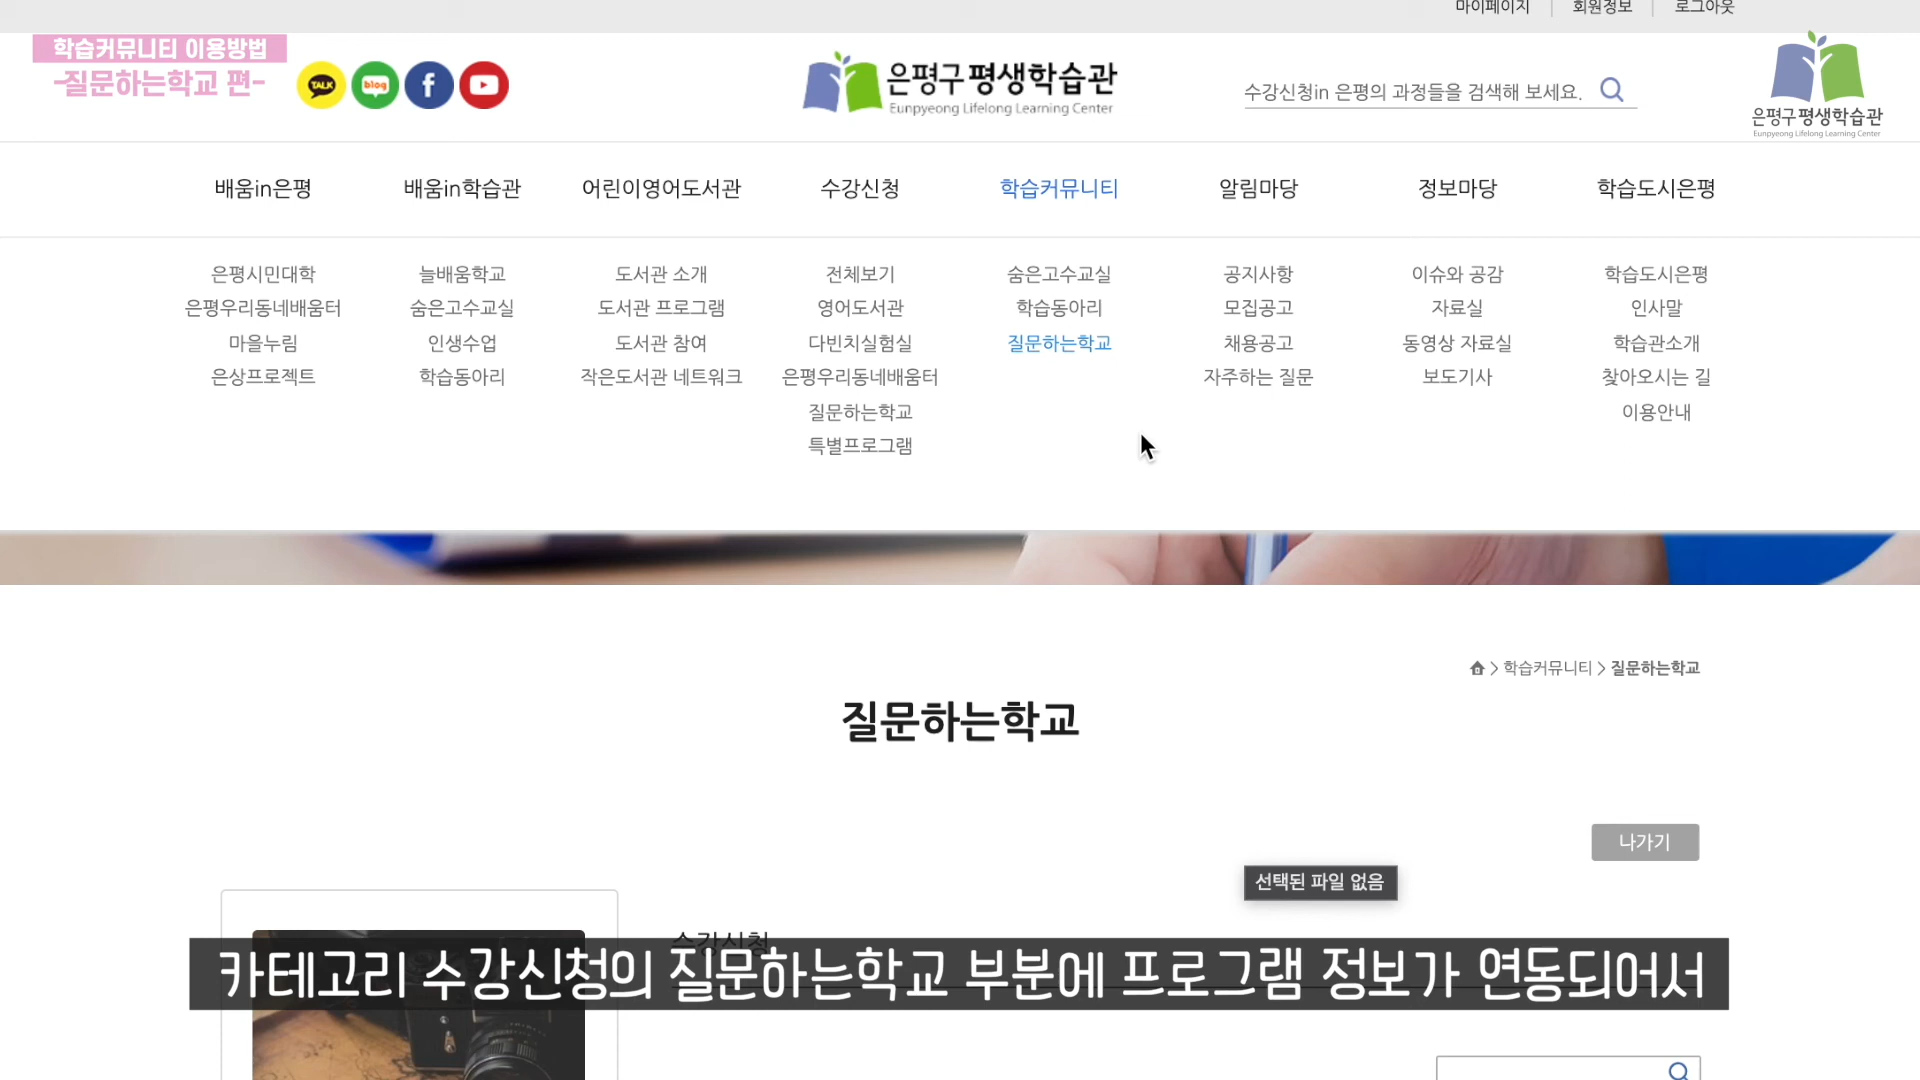 마이페이지 | 회원정보 | 로그아웃
학습커뮤니티 이용방법
-질문하는학교 편-
TALK
blog
은평구평생학습관
Eunpyeong Lifelong Learning Center
수강신청in 은평의 과정들을 검색해 보세요.
은평구평생학습관
Eunpyeong Lifelong Learning Center
배움in은평 배움in학습관 어린이영어도서관 수강신청 학습커뮤니티 알림마당 정보마당 학습도시은평
은평시민대학 늘배움학교 도서관 소개 전체보기 숨은고수교실 공지사항 이슈와 공감 학습도시은평
은평우리동네배움터 숨은고수교실 도서관 프로그램 영어도서관 학습동아리 모집공고 자료실 인사말
마을누림 인생수업 도서관 참여 다빈치실험실 질문하는학교 채용공고 동영상 자료실 학습관소개
은상프로젝트 학습동아리 작은도서관 네트워크 은평우리동네배움터 자주하는 질문 보도기사 찾아오시는 길
질문하는학교 이용안내
특별프로그램
> 학습커뮤니티 > 질문하는학교
질문하는학교
나가기
선택된 파일 없음
수강신청
카테고리 수강신청의 질문하는학교 부분에 프로그램 정보가 연동되어서